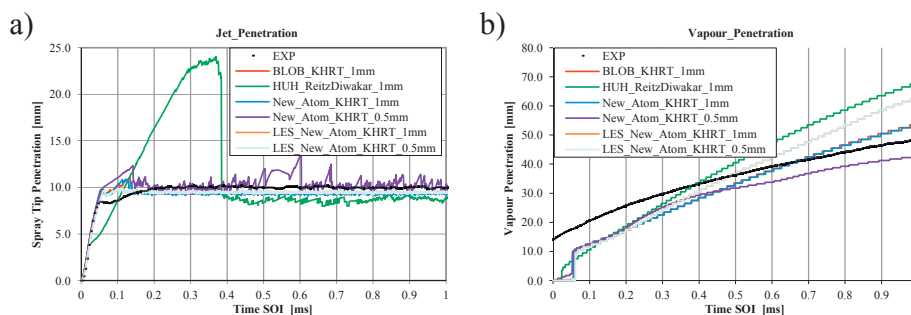 a)
Jet_Penetration
25.0
20.0
15.0
10.0
5.0
0.0
Spray Tip Penetration [mm]
EXP
BLOB_KHRT_1mm
HUH_ReitzDiwakar_1mm
New_Atom_KHRT_1mm
New_Atom_KHRT_0.5mm
LES_New_Atom_KHRT_1mm
LES_New_Atom_KHRT_0.5mm
0 0.1 0.2 0.3 0.4 0.5 0.6 0.7 0.8 0.9 1
Time SOI [ms]
b)
Vapour_Penetration
80.0
70.0
60.0
50.0
40.0
30.0
20.0
10.0
0.0
Vapour Penetration [mm]
EXP
BLOB_KHRT_1mm
HUH_ReitzDiwakar_1mm
New_Atom_KHRT_1mm
New_Atom_KHRT_0.5mm
LES_New_Atom_KHRT_1mm
LES_New_Atom_KHRT_0.5mm
0 0.1 0.2 0.3 0.4 0.5 0.6 0.7 0.8 0.9
Time SOI [ms]